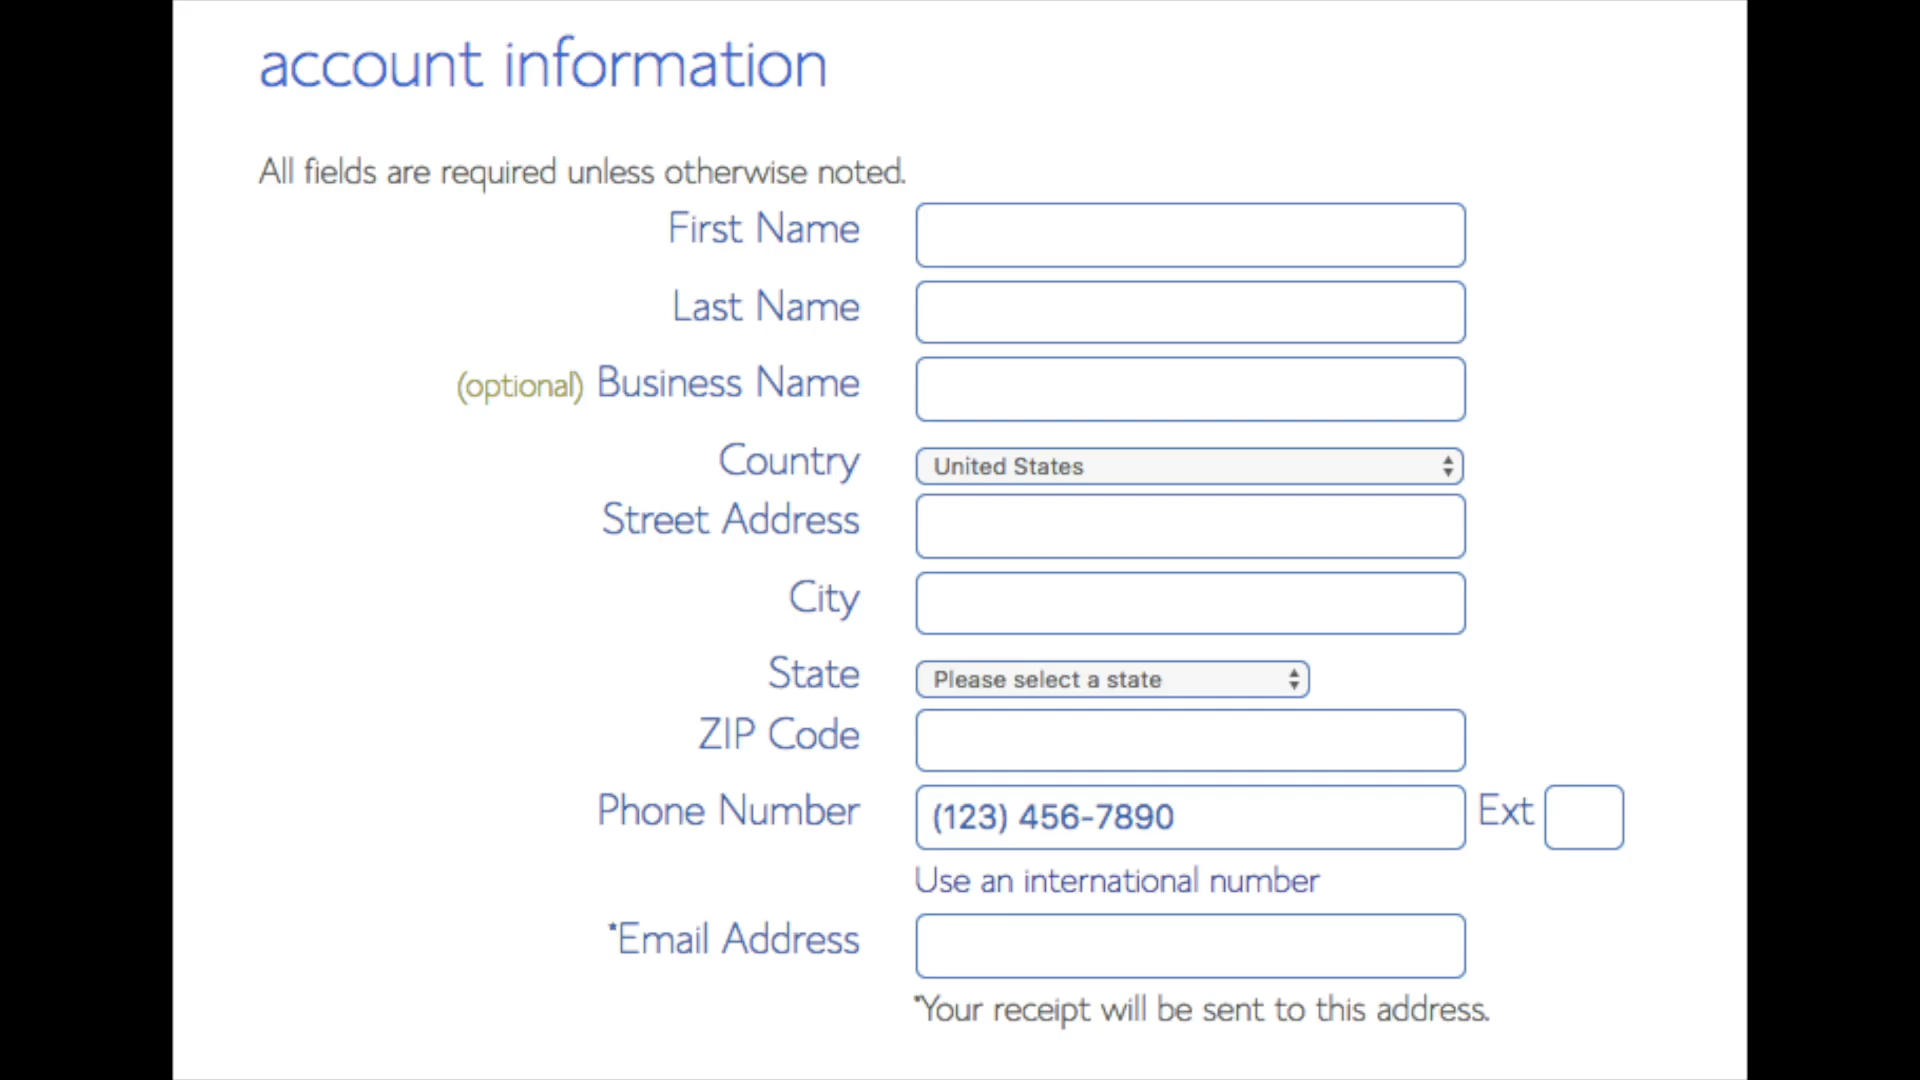 account information
All fields are required unless otherwise noted.
First Name
Last Name
(optional) Business Name
Country United States
Street Address
City
State Please select a state
ZIP Code
Phone Number (123) 456-7890 Ext
Use an international number
*Email Address
*Your receipt will be sent to this address.